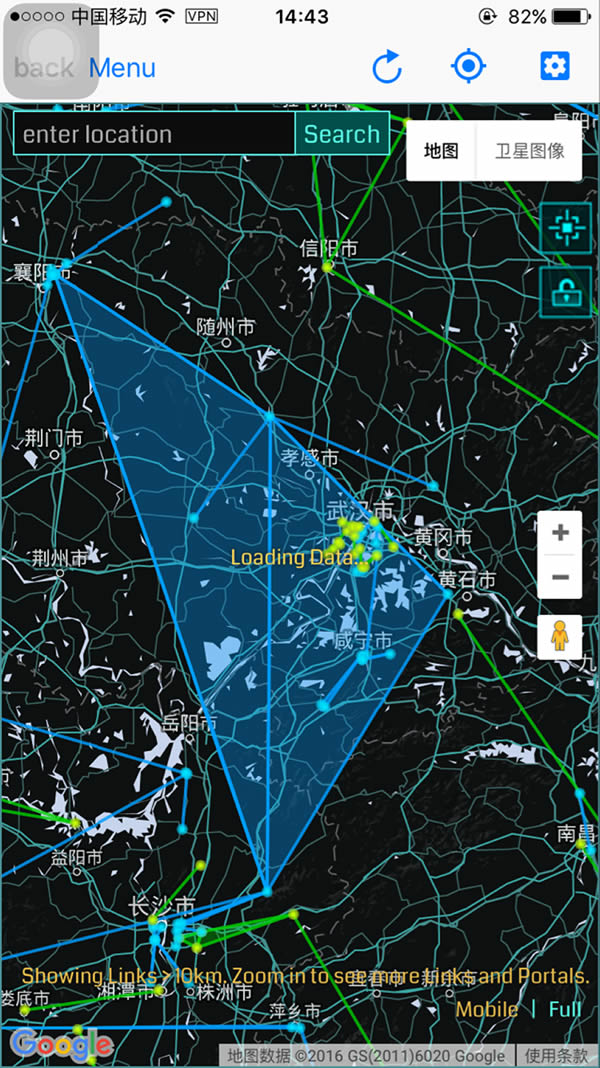 中国移动 VPN 14:43 82%
back Menu
enter location Search
地图 卫星图像
信阳市
襄阳市
随州市
荆门市
孝感市
武汉市
黄冈市
Loading Data...
荆州市
黄石市
咸宁市
岳阳市
南昌
益阳市
长沙市
Showing Links > 10km. Zoom in to see more Links and Portals.
娄底市 湘潭市 株洲市 宜春市
萍乡市
Mobile | Full
Google
地图数据 ©2016 GS(2011)6020 Google 使用条款